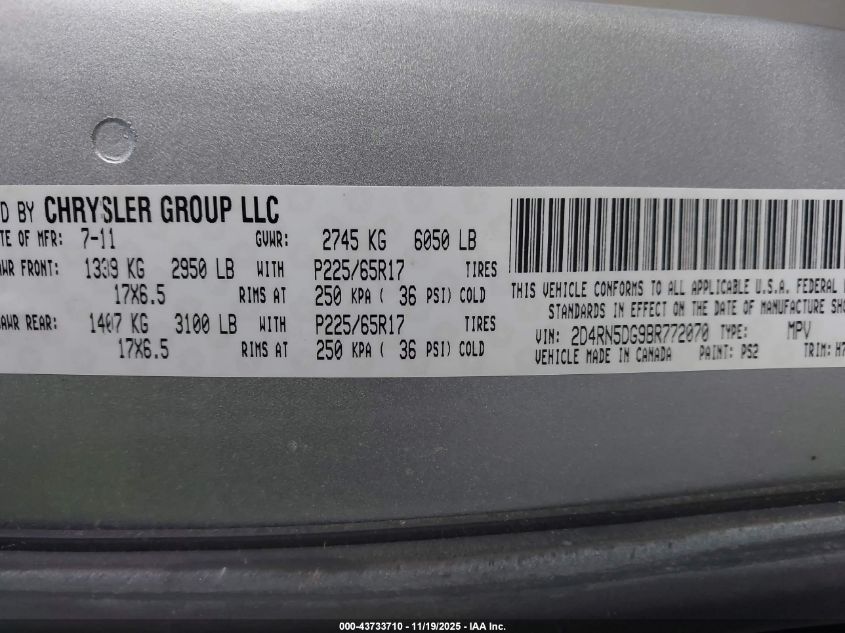 D BY CHRYSLER GROUP LLC
TE OF MFR: 7-11 GVWR: 2745 KG 6050 LB
AWR FRONT: 1339 KG 2950 LB WITH P225/65R17 TIRES
17X6.5 RIMS AT 250 KPA ( 36 PSI) COLD
AWR REAR: 1407 KG 3100 LB WITH P225/65R17 TIRES
17X6.5 RIMS AT 250 KPA ( 36 PSI) COLD
THIS VEHICLE CONFORMS TO ALL APPLICABLE U.S.A. FEDERAL
STANDARDS IN EFFECT ON THE DATE OF MANUFACTURE SHO
VIN: 2D4RN5DG9BR772070 TYPE: MPV
VEHICLE MADE IN CANADA PAINT: PS2 TRIM: H7
000-43733710 - 11/19/2025 - IAA Inc.